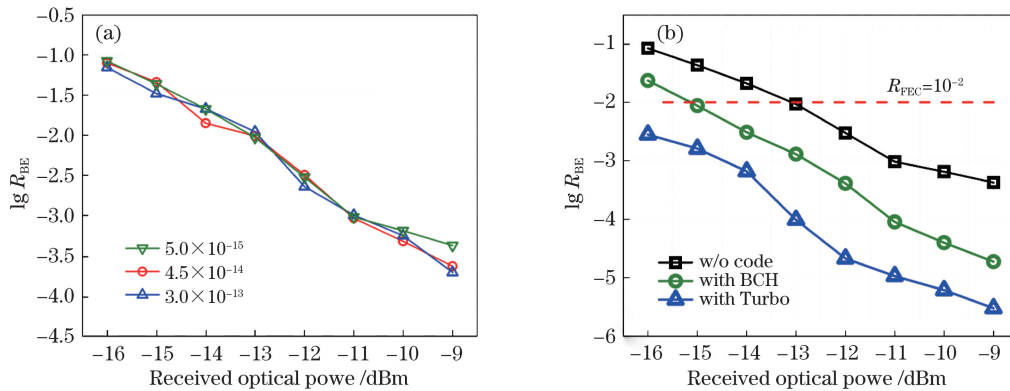 (a)
lg R_BE
−0.5
−1.0
−1.5
−2.0
−2.5
−3.0
−3.5
−4.0
−4.5
5.0×10⁻¹⁵
4.5×10⁻¹⁴
3.0×10⁻¹³
−16 −15 −14 −13 −12 −11 −10 −9
Received optical powe /dBm
(b)
lg R_BE
−1
−2
−3
−4
−5
−6
R_FEC=10⁻²
w/o code
with BCH
with Turbo
−16 −15 −14 −13 −12 −11 −10 −9
Received optical powe /dBm